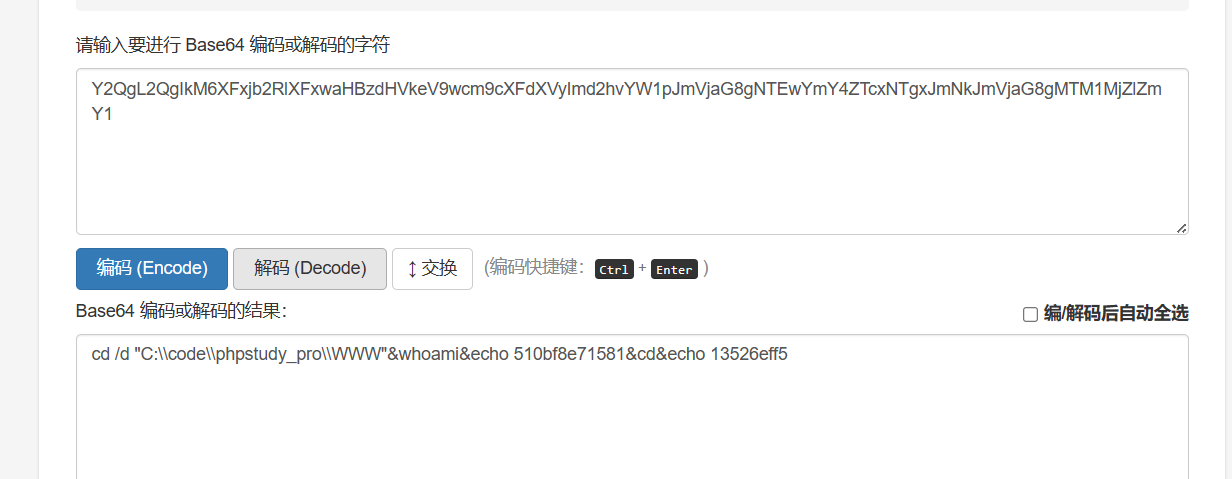 请输入要进行 Base64 编码或解码的字符
Y2QgL2QgIkM6XFxjb2RlXFxwaHBzdHVkeV9wcm9cXFdXVyImd2hvYW1pJmVjaG8gNTEwYmY4ZTcxNTgxJmNkJmVjaG8gMTM1MjZlZm
Y1
编码 (Encode) 解码 (Decode) ↕交换 (编码快捷键: Ctrl + Enter )
Base64 编码或解码的结果: 编/解码后自动全选
cd /d "C:\\code\\phpstudy_pro\\WWW"&whoami&echo 510bf8e71581&cd&echo 13526eff5